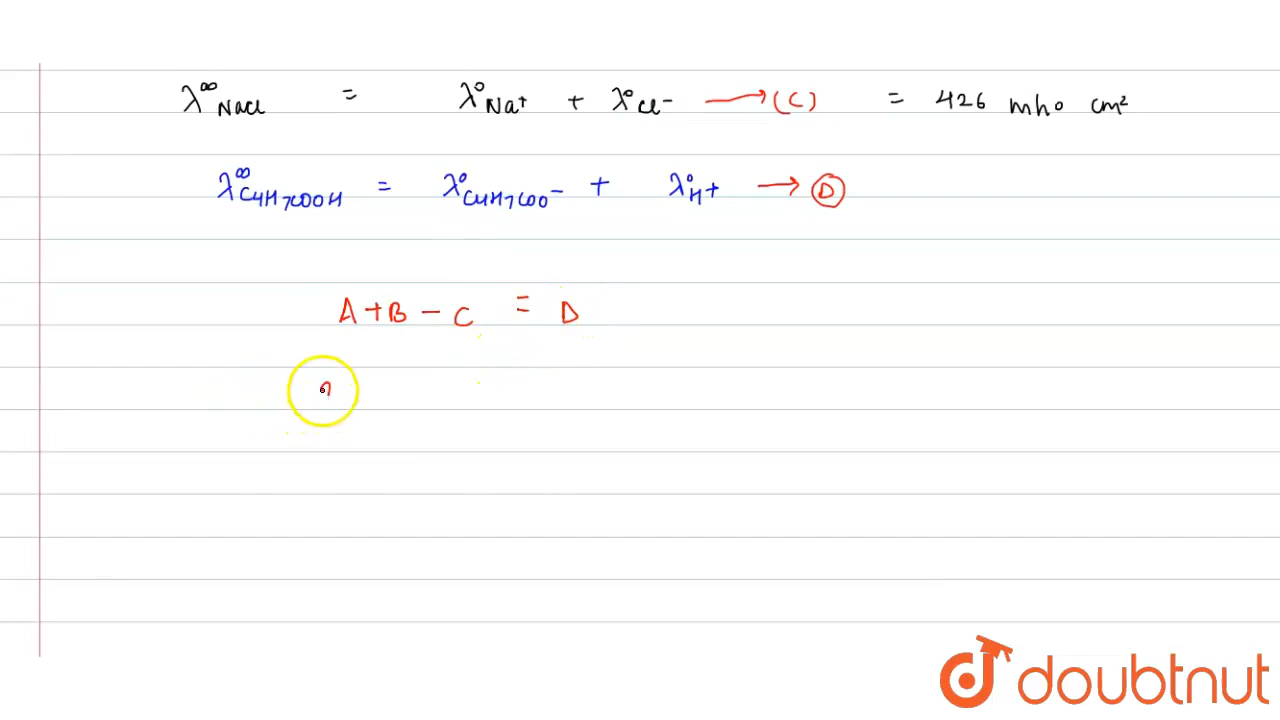 λ∞NaCl = λ°Na+ + λ°Cl- → (C) = 426 mho cm²
λ∞C4H7COOH = λ°C4H7COO- + λ°H+ → D
A+B-C = D
doubtnut